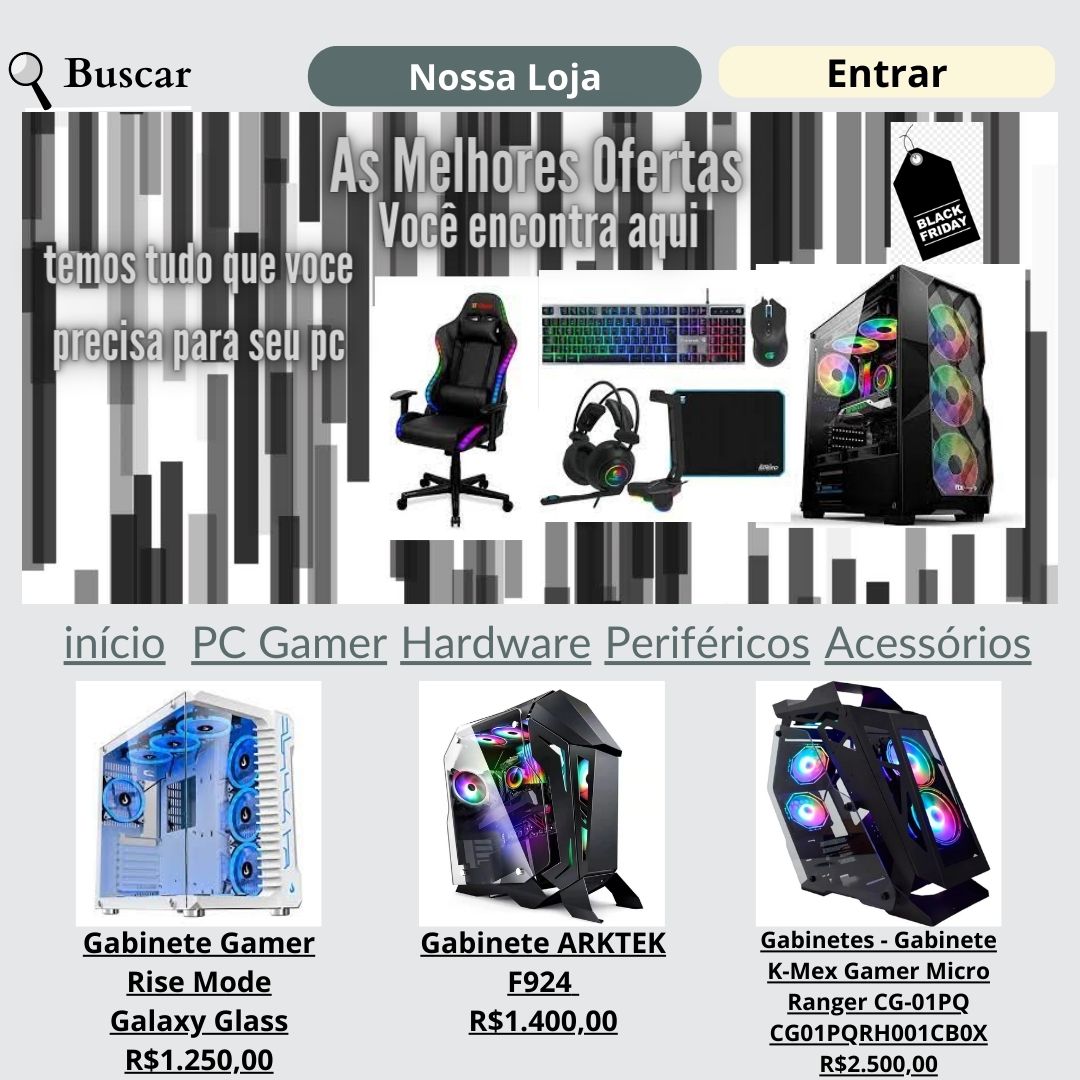 Buscar
Nossa Loja
Entrar
As Melhores Ofertas
Você encontra aqui
BLACK
FRIDAY
temos tudo que voce
precisa para seu pc
início PC Gamer Hardware Periféricos Acessórios
Gabinete Gamer
Rise Mode
Galaxy Glass
R$1.250,00
Gabinete ARKTEK
F924
R$1.400,00
Gabinetes - Gabinete
K-Mex Gamer Micro
Ranger CG-01PQ
CG01PQRH001CB0X
R$2.500,00